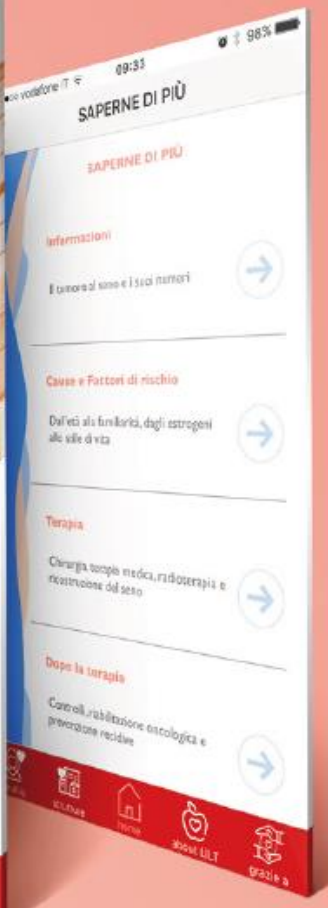 vodafone IT
09:33
98%
SAPERNE DI PIÙ
SAPERNE DI PIÙ
Informazioni
Il tumore al seno e i suoi numeri
Cause e Fattori di rischio
Dall'età alla familiarità, dagli estrogeni
allo stile di vita
Terapia
Chirurgia, terapia medica, radioterapia e
ricostruzione del seno
Dopo la terapia
Controlli, riabilitazione oncologica e
prevenzione recidive
strutture
home
about LILT
grazie a